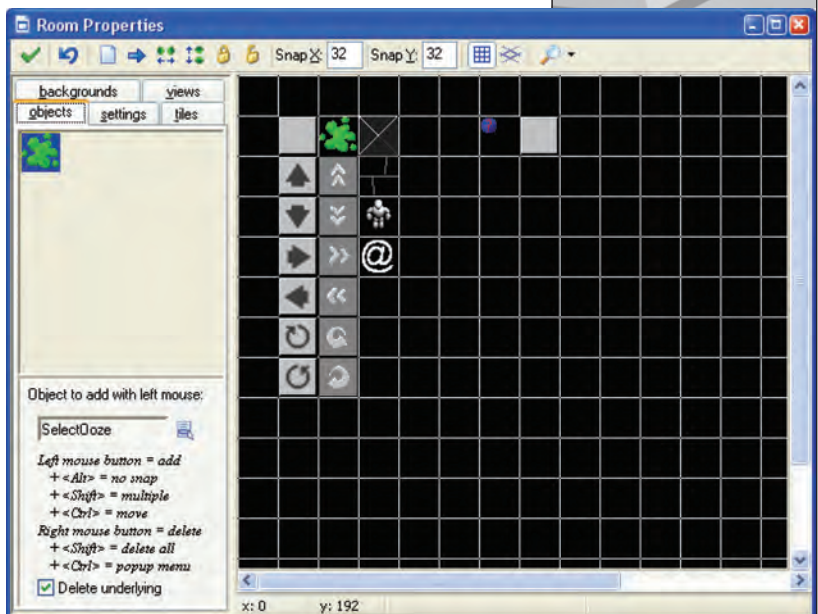 Room Properties
Snap X: 32 Snap Y: 32
backgrounds views
objects settings tiles
@
Object to add with left mouse:
SelectOoze
Left mouse button = add
+ <Alt> = no snap
+ <Shift> = multiple
+ <Ctrl> = move
Right mouse button = delete
+ <Shift> = delete all
+ <Ctrl> = popup menu
Delete underlying
x: 0 y: 192